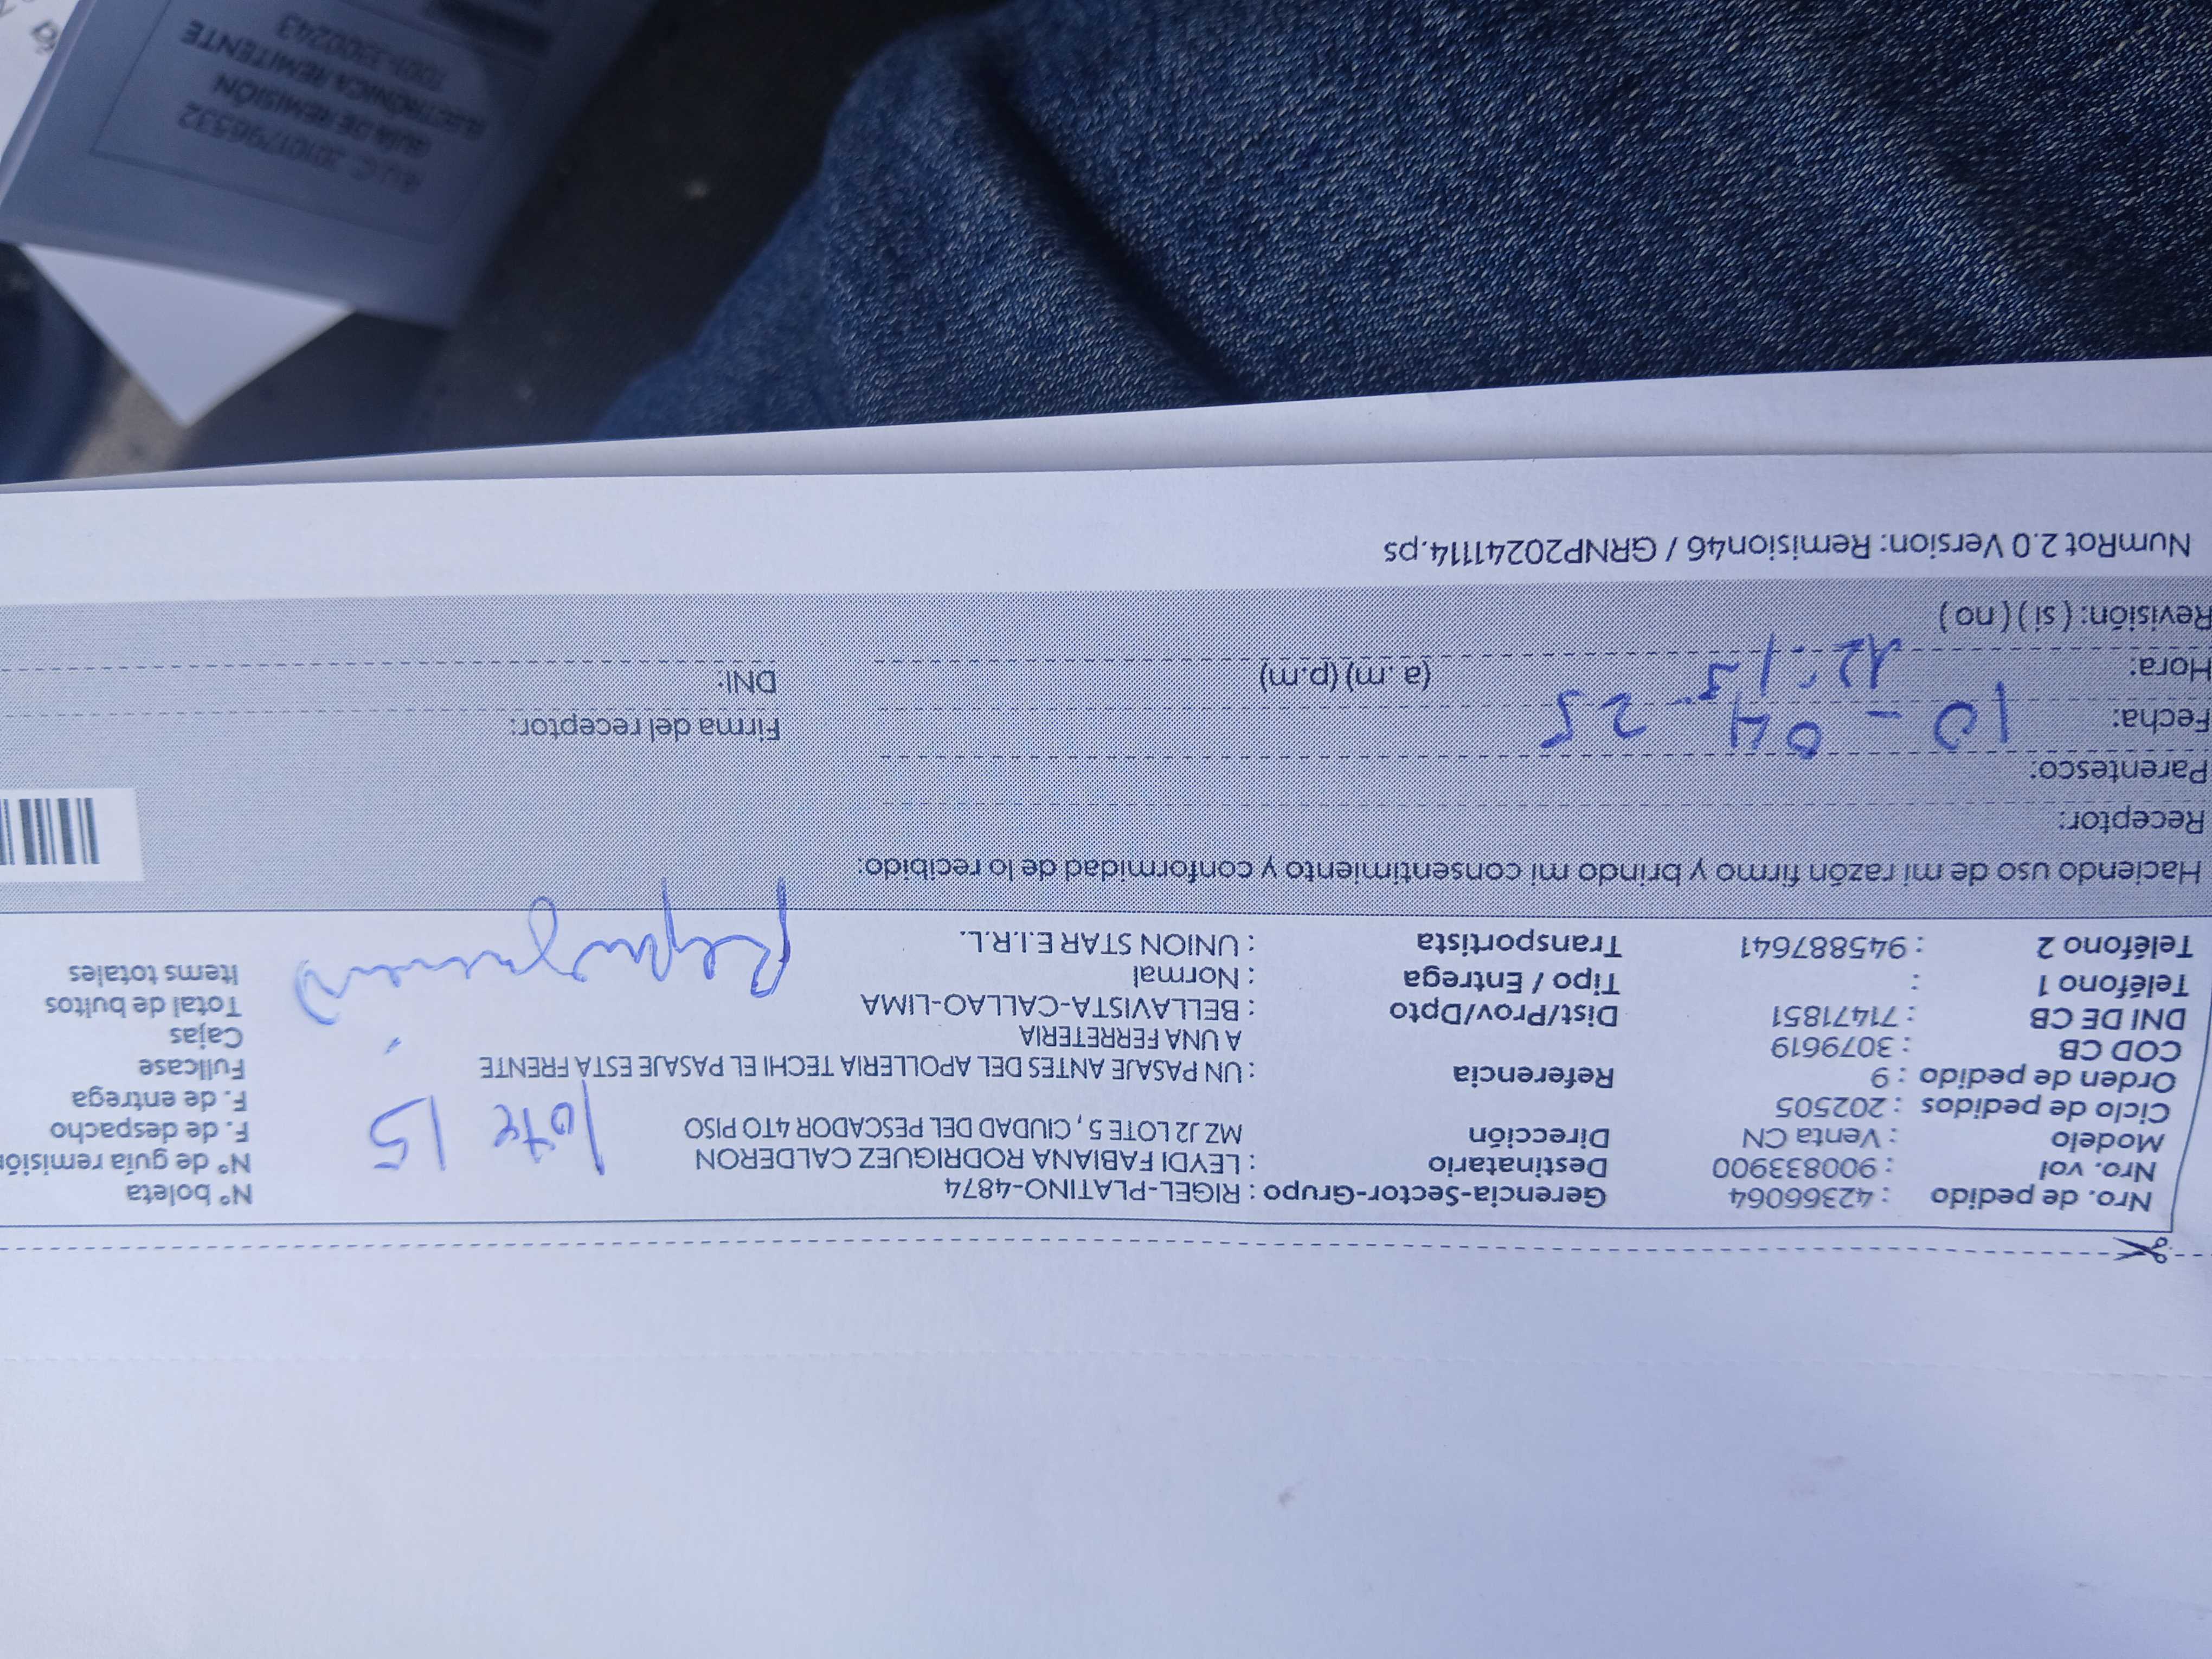 Nro. de pedido : 42366064 Gerencia-Sector-Grupo : RIGEL-PLATINO-4874 N° boleta
Nro. vol : 900833900 Destinatario : LEYDI FABIANA RODRIGUEZ CALDERON lote 15 N° de guía remisión
Modelo : Venta CN Dirección MZ J2 LOTE 5 , CIUDAD DEL PESCADOR 4TO PISO F. de despacho
Ciclo de pedidos : 202505 F. de entrega
Orden de pedido : 9 Referencia : UN PASAJE ANTES DEL APOLLERIA TECHI EL PASAJE ESTA FRENTE Fullcase
COD CB : 3079619 A UNA FERRETERIA Cajas
DNI DE CB : 71471851 Dist/Prov/Dpto : BELLAVISTA-CALLAO-LIMA Total de bultos
Teléfono 1 : Tipo / Entrega : Normal Items totales
Teléfono 2 : 945887641 Transportista : UNION STAR E.I.R.L.
Haciendo uso de mi razón firmo y brindo mi consentimiento y conformidad de lo recibido:
Receptor:
Parentesco:
Fecha: 10 - 04 - 25 Firma del receptor:
Hora: 12:15 (a. m) (p.m) DNI:
Revisión: ( si ) ( no )
NumRot 2.0 Version: Remision46 / GRNP20241114.ps
R.U.C. 20101796532
GUÍA DE REMISIÓN
ELECTRÓNICA REMITENTE